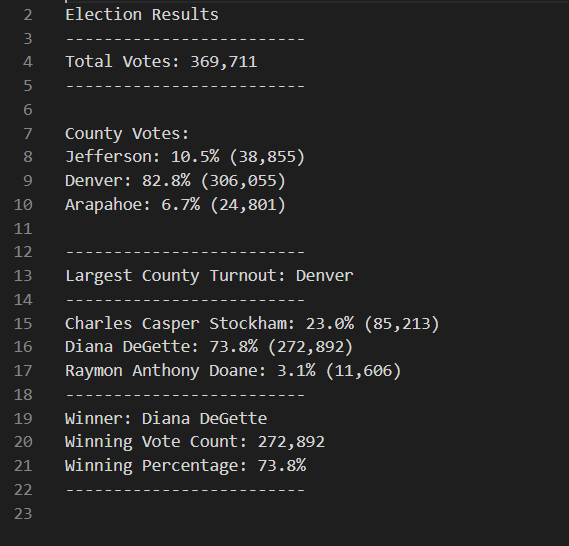 2 Election Results
3 -------------------------
4 Total Votes: 369,711
5 -------------------------
6
7 County Votes:
8 Jefferson: 10.5% (38,855)
9 Denver: 82.8% (306,055)
10 Arapahoe: 6.7% (24,801)
11
12 -------------------------
13 Largest County Turnout: Denver
14 -------------------------
15 Charles Casper Stockham: 23.0% (85,213)
16 Diana DeGette: 73.8% (272,892)
17 Raymon Anthony Doane: 3.1% (11,606)
18 -------------------------
19 Winner: Diana DeGette
20 Winning Vote Count: 272,892
21 Winning Percentage: 73.8%
22 -------------------------
23